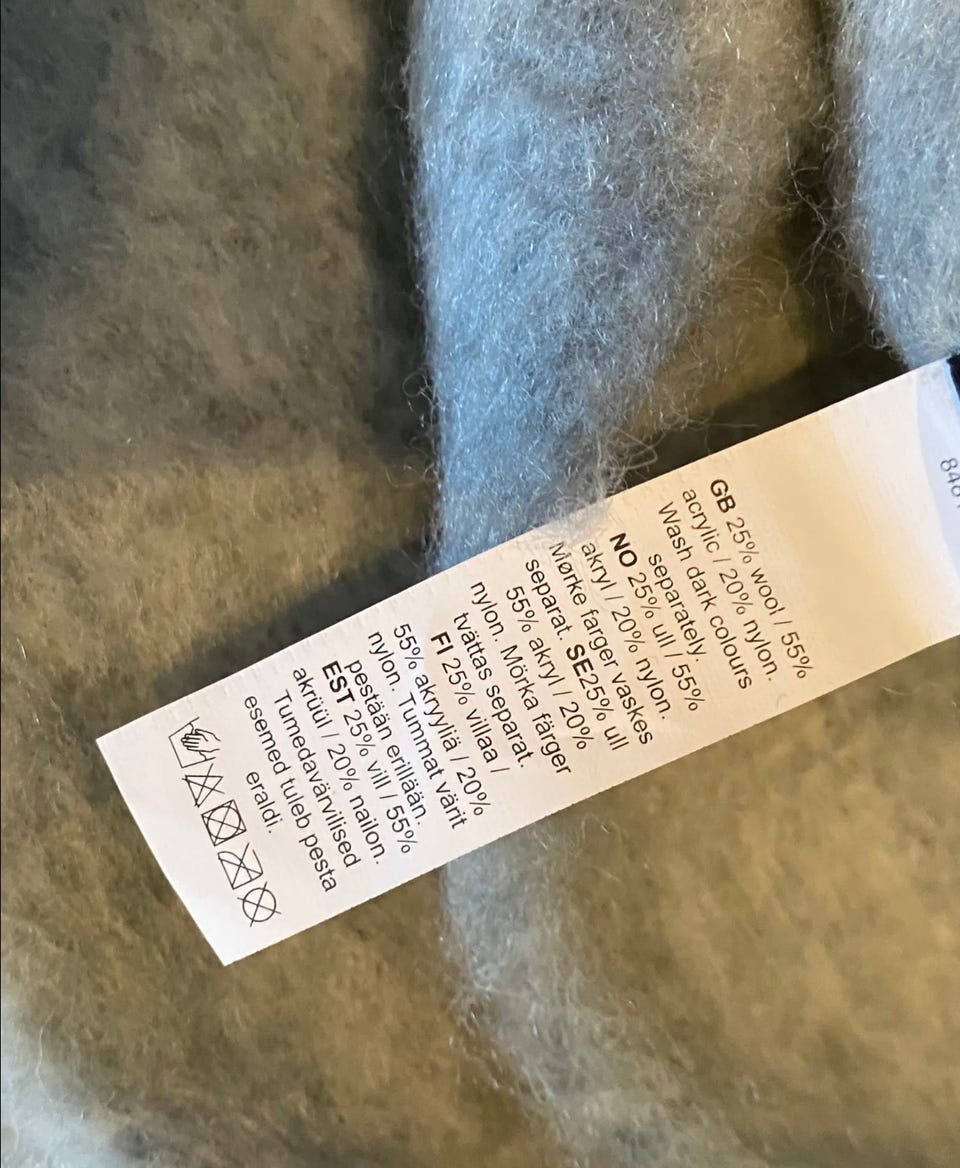 848
GB 25% wool / 55%
acrylic / 20% nylon.
Wash dark colours
separately.
NO 25% ull / 55%
akryl / 20% nylon.
Mørke farger vaskes
separat. SE25% ull
55% akryl / 20%
nylon. Mörka färger
tvättas separat.
FI 25% villaa /
55% akryyliä / 20%
nylon. Tummat värit
pestään erillään.
EST 25% vill / 55%
akrüül / 20% nailon.
Tumedavärvilised
esemed tuleb pesta
eraldi.